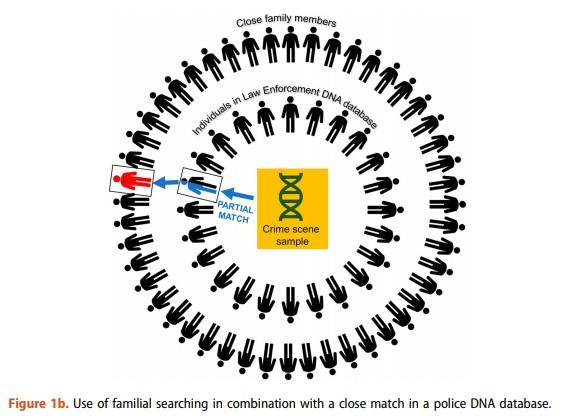 Close family members
Individuals in Law Enforcement DNA database
PARTIAL
MATCH
Crime scene
sample
Figure 1b. Use of familial searching in combination with a close match in a police DNA database.